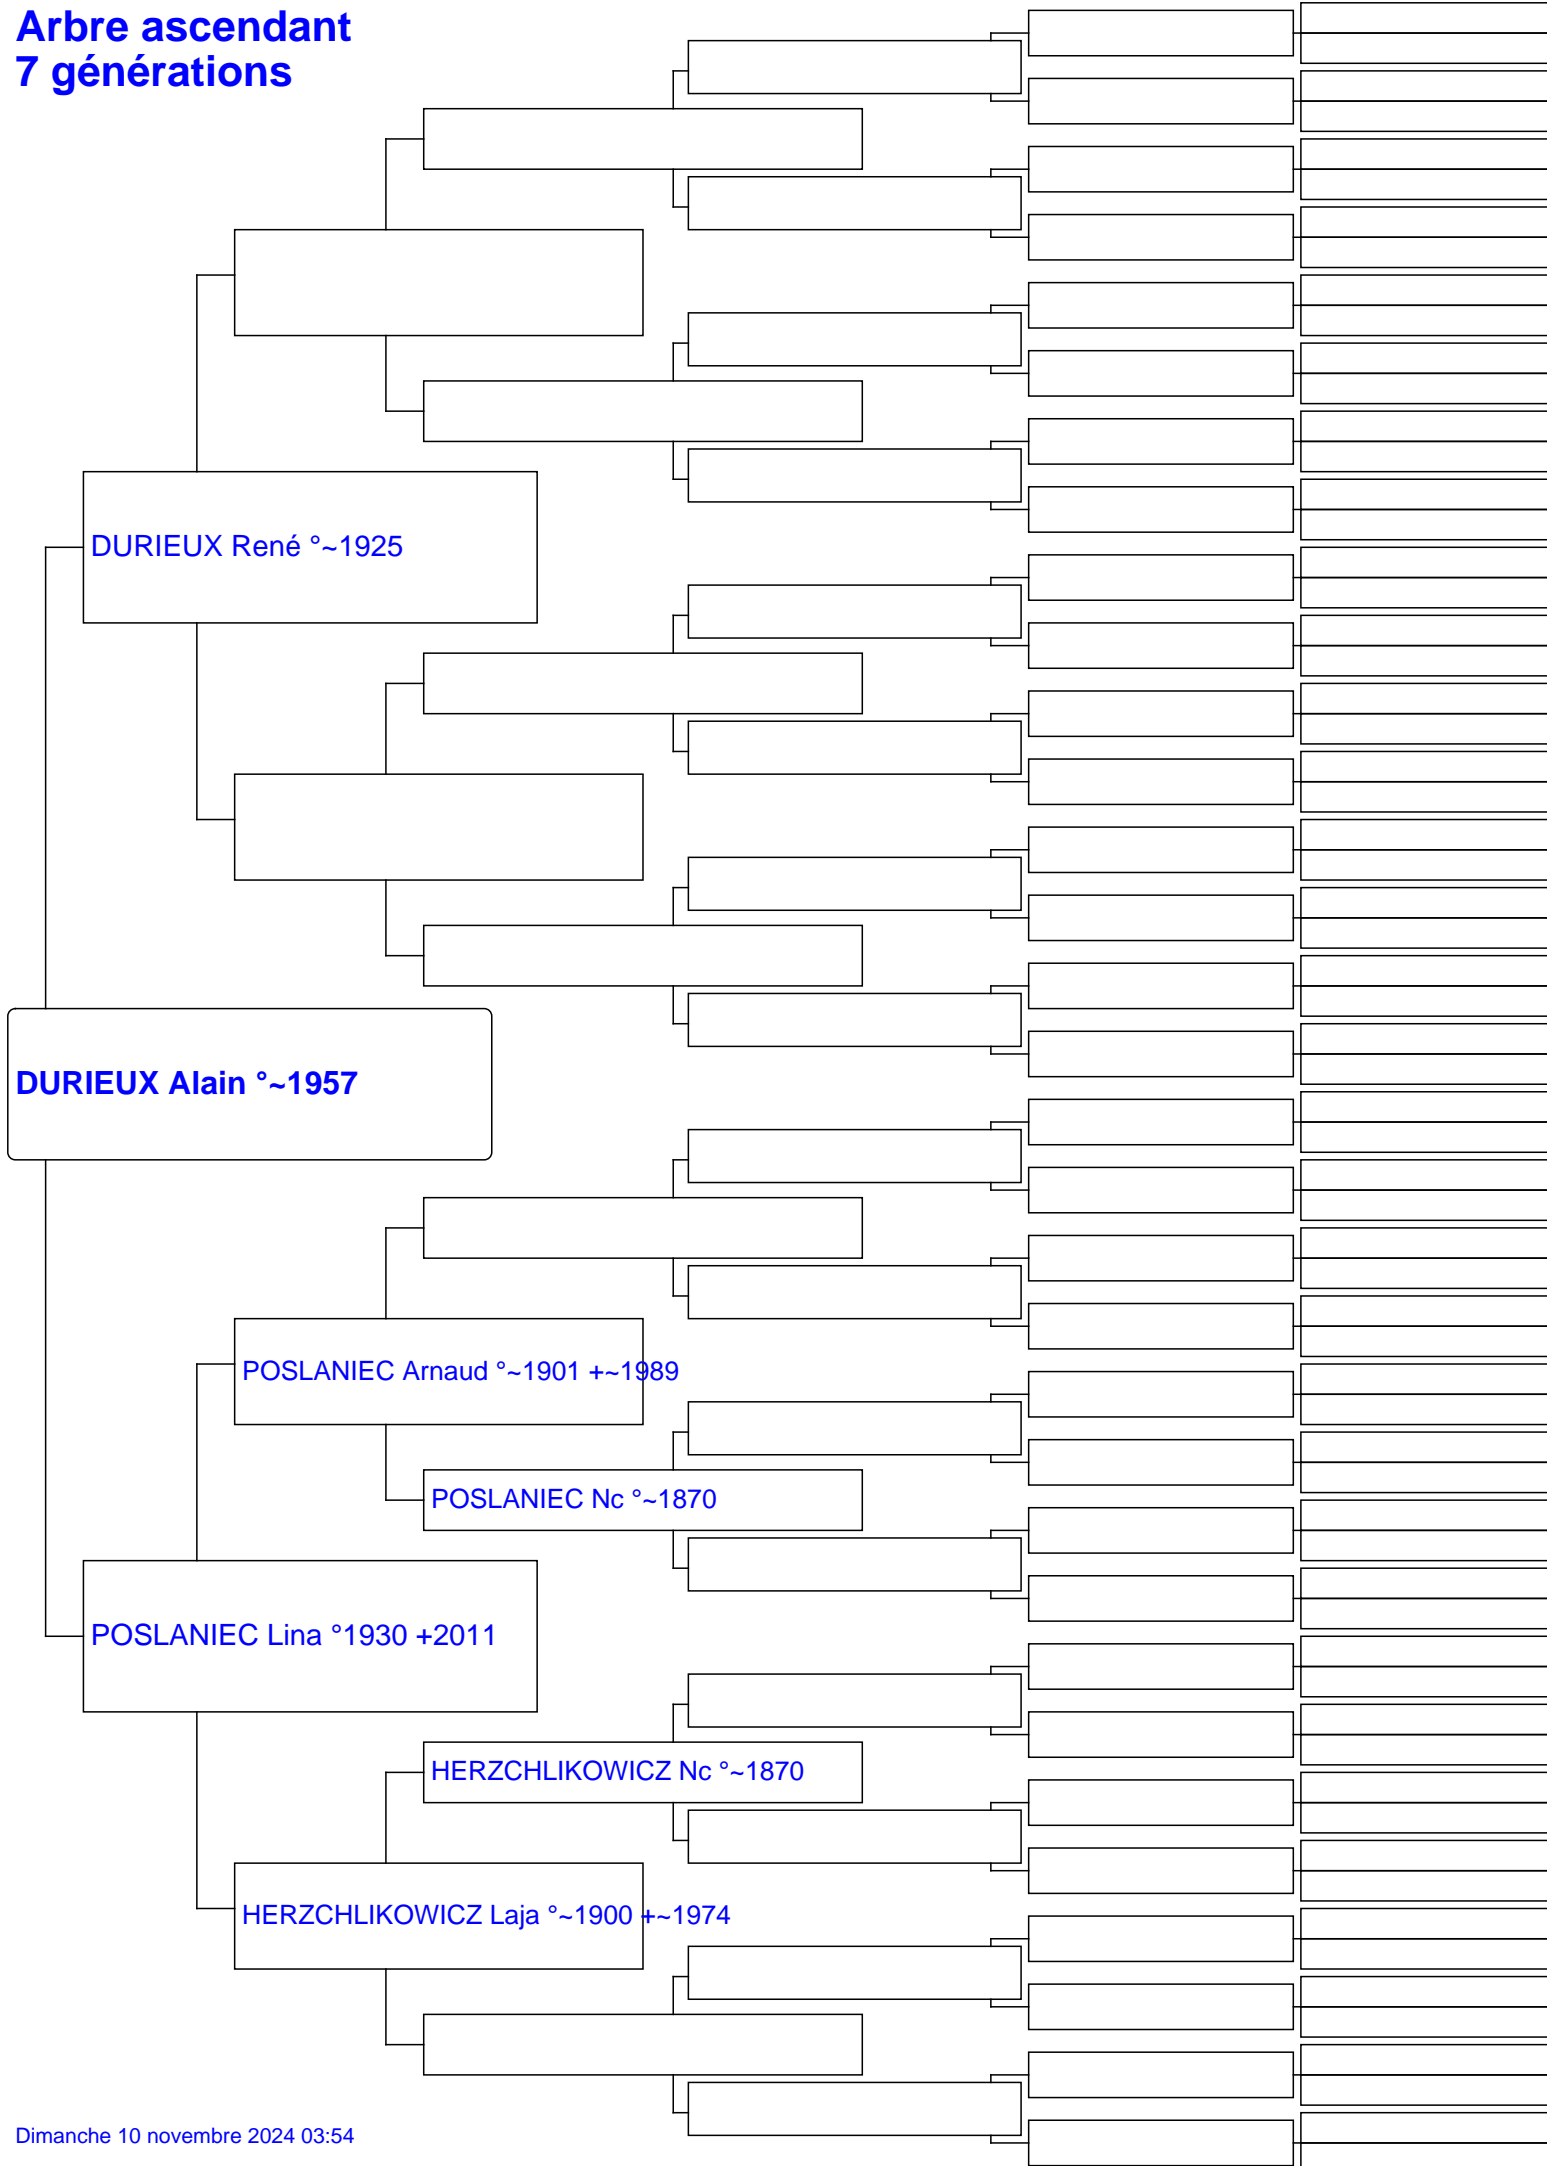 Arbre ascendant
7 générations
DURIEUX René °~1925
DURIEUX Alain °~1957
POSLANIEC Arnaud °~1901 +~1989
POSLANIEC Nc °~1870
POSLANIEC Lina °1930 +2011
HERZCHLIKOWICZ Nc °~1870
HERZCHLIKOWICZ Laja °~1900 +~1974
Dimanche 10 novembre 2024 03:54